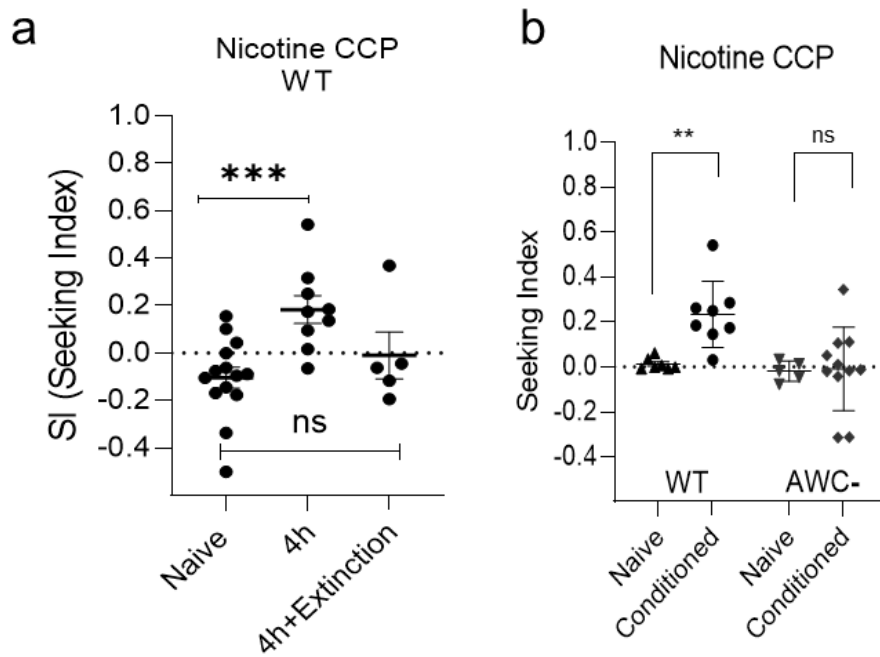 a
Nicotine CCP
WT
SI (Seeking Index)
1.0
0.8
0.6
0.4
0.2
0.0
-0.2
-0.4
***
ns
Naive
4h
4h+Extinction
b
Nicotine CCP
Seeking Index
1.0
0.8
0.6
0.4
0.2
0.0
-0.2
-0.4
**
ns
WT
AWC-
Naive
Conditioned
Naive
Conditioned